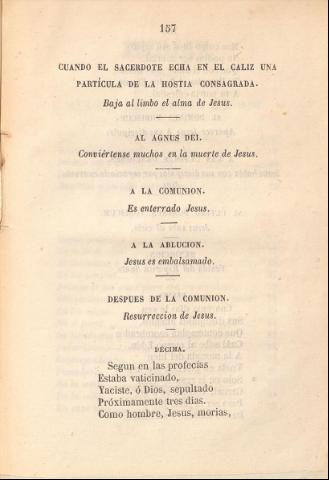 157
CUANDO EL SACERDOTE ECHA EN EL CALIZ UNA
PARTÍCULA DE LA HOSTIA CONSAGRADA.
Baja al limbo el alma de Jesus.
AL AGNUS DEI.
Conviértense muchos en la muerte de Jesus.
A LA COMUNION.
Es enterrado Jesus.
A LA ABLUCION.
Jesus es embalsamado.
DESPUES DE LA COMUNION.
Resurreccion de Jesus.
DÉCIMA.
Segun en las profecías
Estaba vaticinado,
Yaciste, ó Dios, sepultado
Próximamente tres dias.
Como hombre, Jesus, morias,